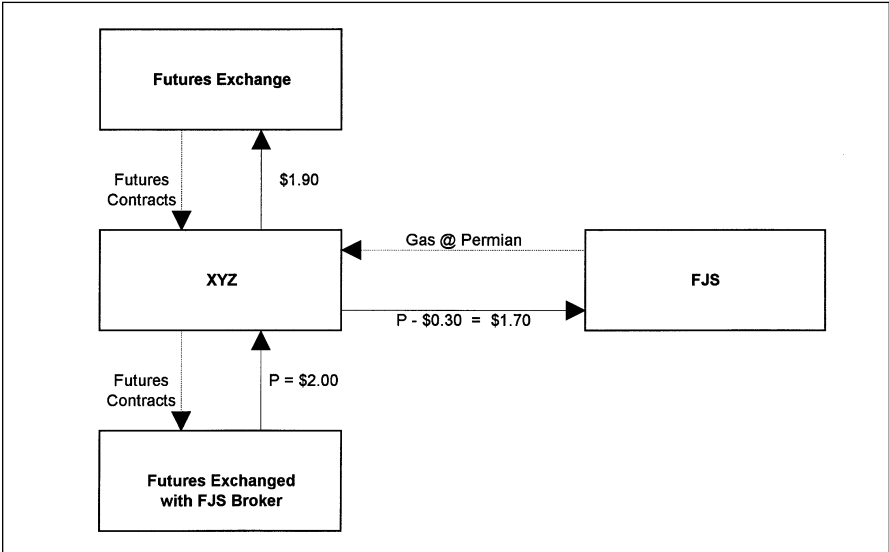 Futures Exchange
Futures
Contracts
$1.90
Gas @ Permian
XYZ
FJS
P - $0.30 = $1.70
Futures
Contracts
P = $2.00
Futures Exchanged
with FJS Broker